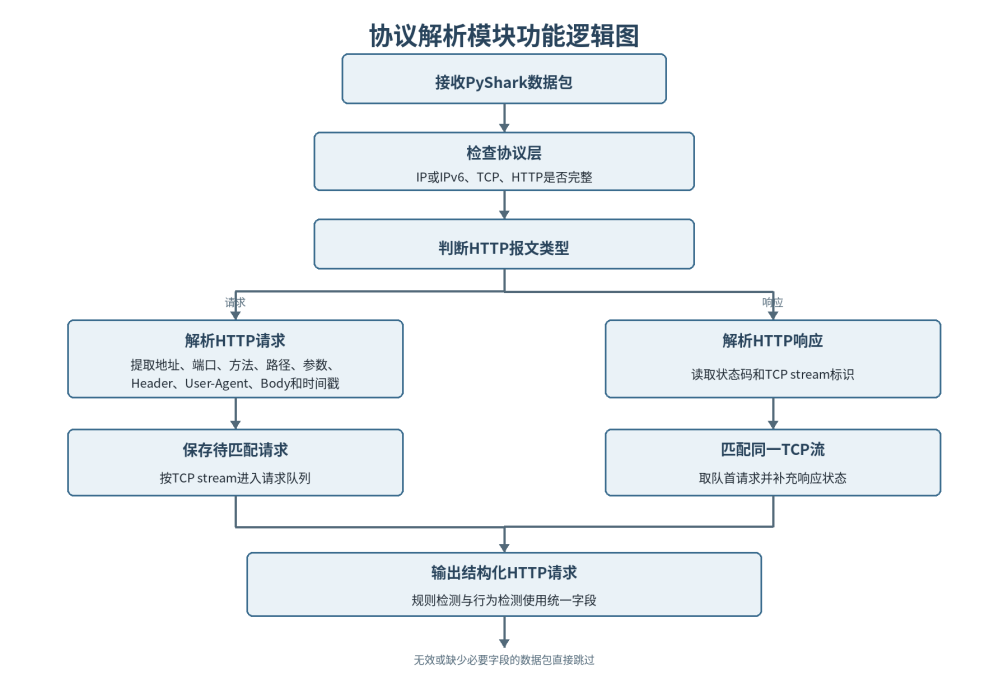 协议解析模块功能逻辑图
接收PyShark数据包
检查协议层
IP或IPv6、TCP、HTTP是否完整
判断HTTP报文类型
请求
响应
解析HTTP请求
提取地址、端口、方法、路径、参数、
Header、User-Agent、Body和时间戳
解析HTTP响应
读取状态码和TCP stream标识
保存待匹配请求
按TCP stream进入请求队列
匹配同一TCP流
取队首请求并补充响应状态
输出结构化HTTP请求
规则检测与行为检测使用统一字段
无效或缺少必要字段的数据包直接跳过